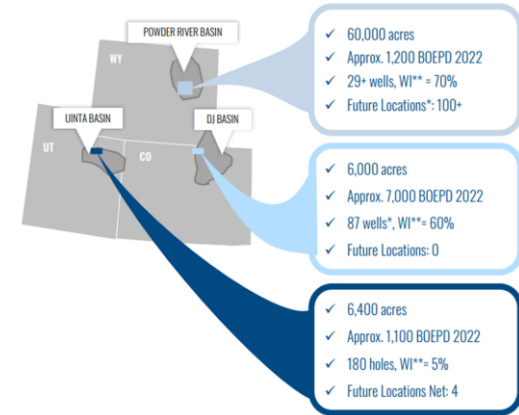 POWDER RIVER BASIN
WY
UINTA BASIN
DJ BASIN
UT
CO
✓ 60,000 acres
✓ Approx. 1,200 BOEPD 2022
✓ 29+ wells, WI** = 70%
✓ Future Locations*: 100+
✓ 6,000 acres
✓ Approx. 7,000 BOEPD 2022
✓ 87 wells*, WI**= 60%
✓ Future Locations: 0
✓ 6,400 acres
✓ Approx. 1,100 BOEPD 2022
✓ 180 holes, WI**= 5%
✓ Future Locations Net: 4